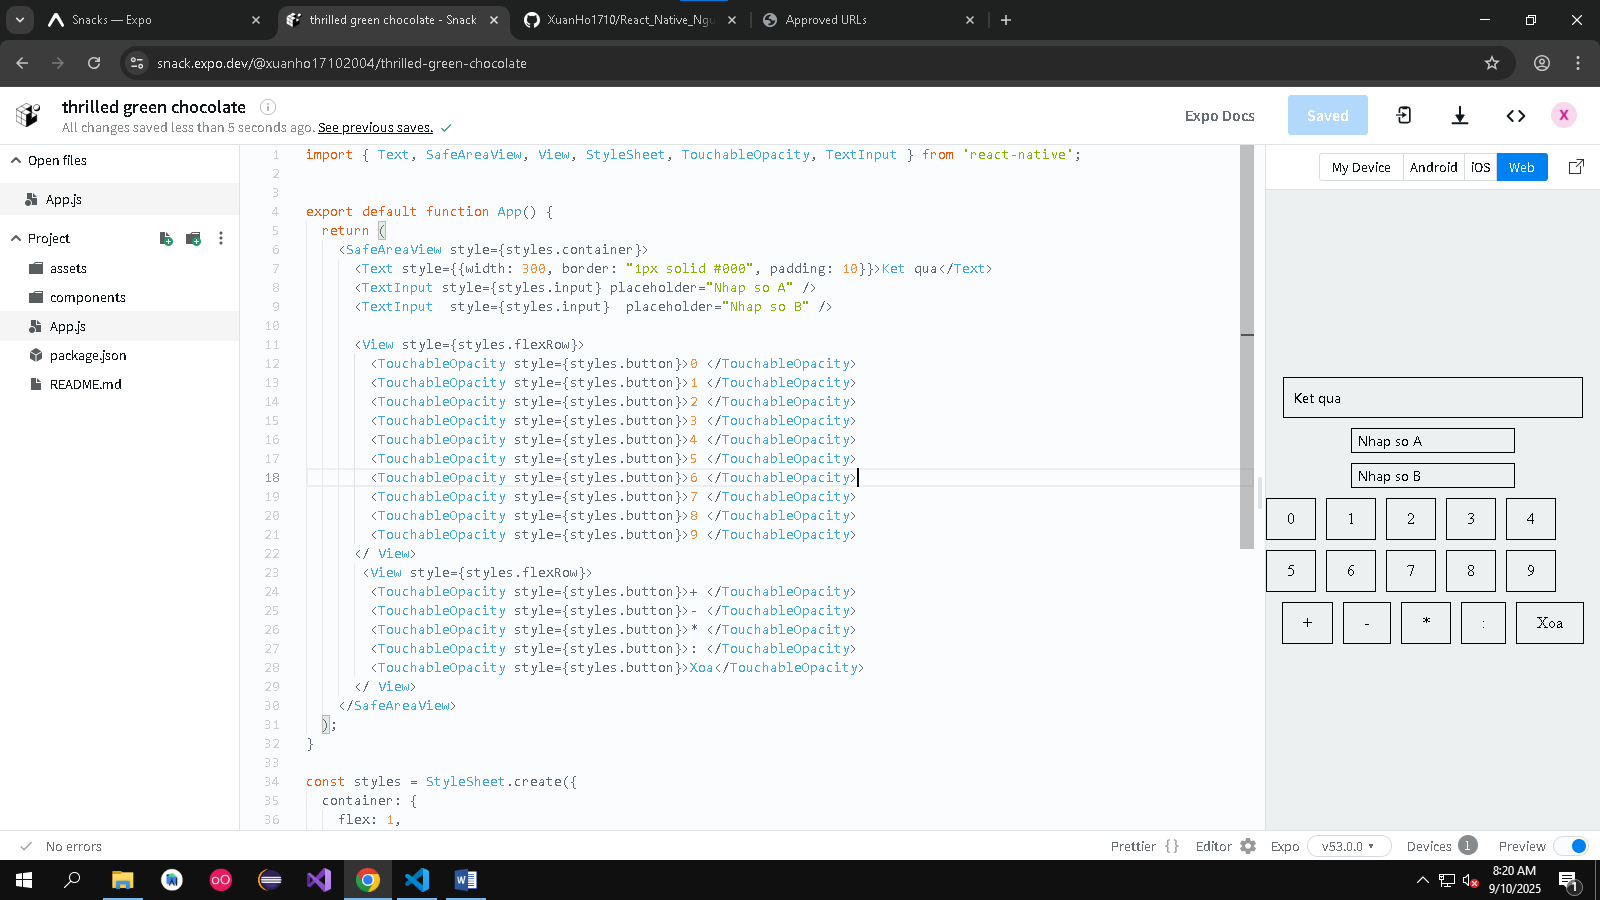 Snacks — Expo
thrilled green chocolate - Snack
XuanHo1710/React_Native_Ngu
Approved URLs
snack.expo.dev/@xuanho17102004/thrilled-green-chocolate
thrilled green chocolate
All changes saved less than 5 seconds ago. See previous saves.
Expo Docs
Saved
X
Open files
App.js
Project
assets
components
App.js
package.json
README.md
1 import { Text, SafeAreaView, View, StyleSheet, TouchableOpacity, TextInput } from 'react-native';
2
3
4 export default function App() {
5 return (
6 <SafeAreaView style={styles.container}>
7 <Text style={{width: 300, border: "1px solid #000", padding: 10}}>Ket qua</Text>
8 <TextInput style={styles.input} placeholder="Nhap so A" />
9 <TextInput  style={styles.input}  placeholder="Nhap so B" />
10
11 <View style={styles.flexRow}>
12 <TouchableOpacity style={styles.button}>0 </TouchableOpacity>
13 <TouchableOpacity style={styles.button}>1 </TouchableOpacity>
14 <TouchableOpacity style={styles.button}>2 </TouchableOpacity>
15 <TouchableOpacity style={styles.button}>3 </TouchableOpacity>
16 <TouchableOpacity style={styles.button}>4 </TouchableOpacity>
17 <TouchableOpacity style={styles.button}>5 </TouchableOpacity>
18 <TouchableOpacity style={styles.button}>6 </TouchableOpacity>
19 <TouchableOpacity style={styles.button}>7 </TouchableOpacity>
20 <TouchableOpacity style={styles.button}>8 </TouchableOpacity>
21 <TouchableOpacity style={styles.button}>9 </TouchableOpacity>
22 </ View>
23 <View style={styles.flexRow}>
24 <TouchableOpacity style={styles.button}>+ </TouchableOpacity>
25 <TouchableOpacity style={styles.button}>- </TouchableOpacity>
26 <TouchableOpacity style={styles.button}>* </TouchableOpacity>
27 <TouchableOpacity style={styles.button}>: </TouchableOpacity>
28 <TouchableOpacity style={styles.button}>Xoa</TouchableOpacity>
29 </ View>
30 </SafeAreaView>
31 );
32 }
33
34 const styles = StyleSheet.create({
35 container: {
36 flex: 1,
My Device Android iOS Web
Ket qua
Nhap so A
Nhap so B
0 1 2 3 4
5 6 7 8 9
+ - * : Xoa
No errors
Prettier {} Editor Expo v53.0.0 Devices 1 Preview
8:20 AM
9/10/2025
1